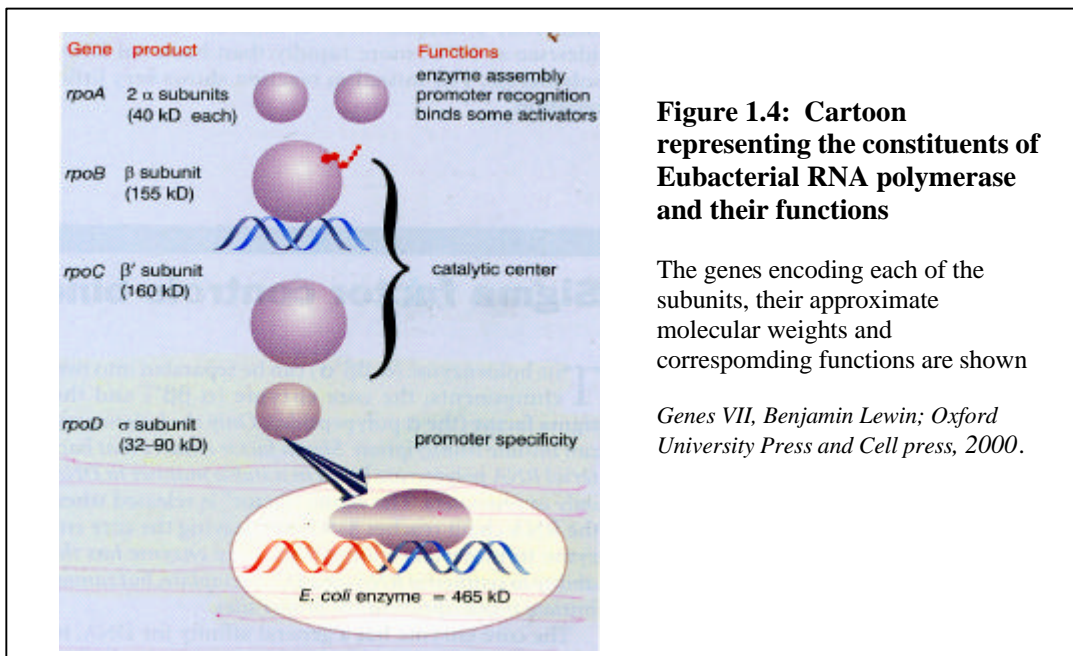 Gene product Functions
rpoA 2 α subunits
(40 kD each)
enzyme assembly
promoter recognition
binds some activators
rpoB β subunit
(155 kD)
rpoC β′ subunit
(160 kD)
catalytic center
rpoD σ subunit
(32–90 kD)
promoter specificity
E. coli enzyme = 465 kD
Figure 1.4: Cartoon
representing the constituents of
Eubacterial RNA polymerase
and their functions
The genes encoding each of the
subunits, their approximate
molecular weights and
correspomding functions are shown
Genes VII, Benjamin Lewin; Oxford
University Press and Cell press, 2000.